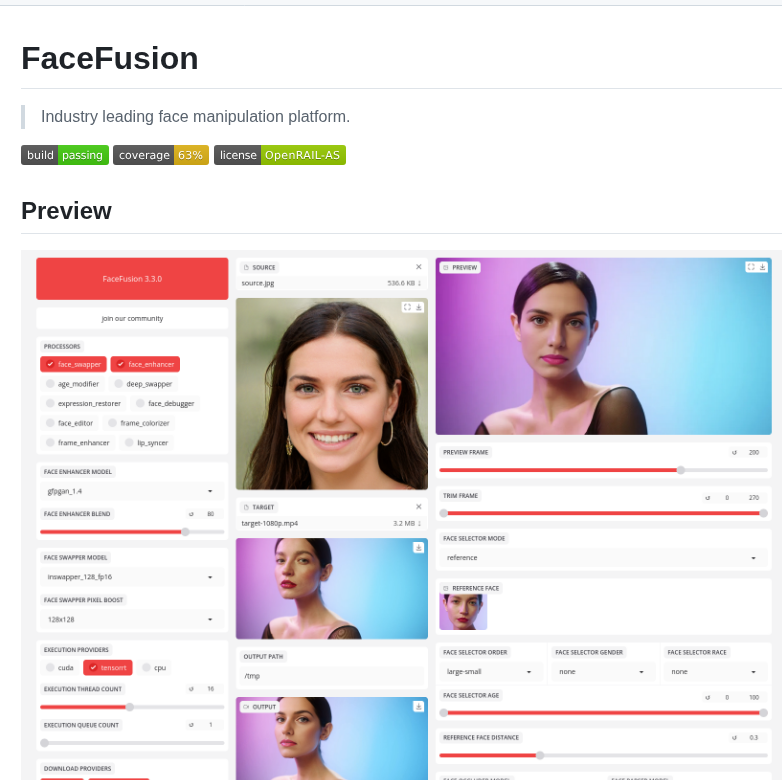 FaceFusion
Industry leading face manipulation platform.
build passing coverage 63% license OpenRAIL-AS
Preview
FaceFusion 3.3.0
join our community
PROCESSORS
face_swapper face_enhancer
age_modifier deep_swapper
expression_restorer face_debugger
face_editor frame_colorizer
frame_enhancer lip_syncer
FACE ENHANCER MODEL
gfpgan_1.4
FACE ENHANCER BLEND 80
FACE SWAPPER MODEL
inswapper_128_fp16
FACE SWAPPER PIXEL BOOST
128x128
EXECUTION PROVIDERS
cuda tensorrt cpu
EXECUTION THREAD COUNT 16
EXECUTION QUEUE COUNT 1
DOWNLOAD PROVIDERS
SOURCE
source.jpg 536.6 KB ↓
TARGET
target-1080p.mp4 3.2 MB ↓
OUTPUT PATH
/tmp
OUTPUT
PREVIEW
PREVIEW FRAME 200
TRIM FRAME 0 270
FACE SELECTOR MODE
reference
REFERENCE FACE
FACE SELECTOR ORDER FACE SELECTOR GENDER FACE SELECTOR RACE
large-small none none
FACE SELECTOR AGE 0 100
REFERENCE FACE DISTANCE 0.3